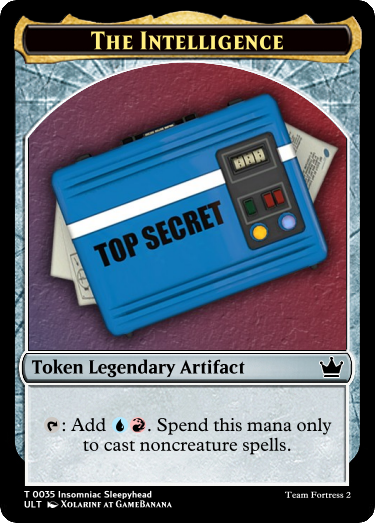 The Intelligence
TOP SECRET
Token Legendary Artifact
: Add . Spend this mana only
to cast noncreature spells.
T 0035 Insomniac Sleepyhead
ULT Xolarinf at GameBanana
Team Fortress 2